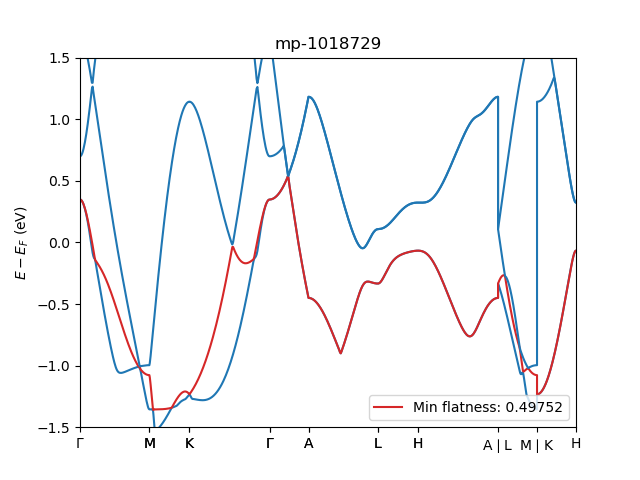 mp-1018729
1.5
1.0
0.5
0.0
−0.5
−1.0
−1.5
E − E_F (eV)
Min flatness: 0.49752
Γ M K Γ A L H A | L M | K H